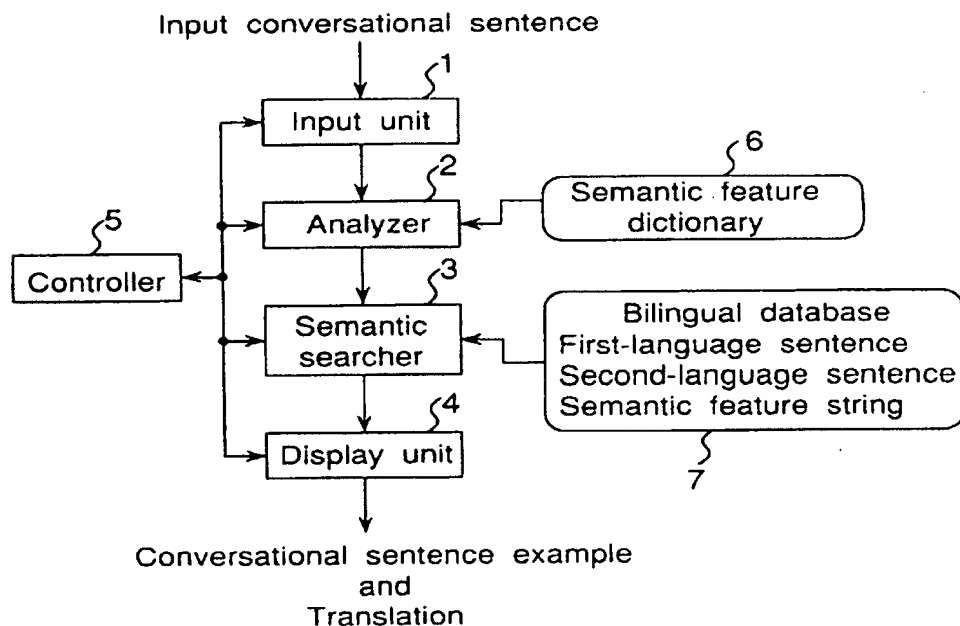 Input conversational sentence
1
Input unit
2
Analyzer
6
Semantic feature
dictionary
5
Controller
3
Semantic
searcher
Bilingual database
First-language sentence
Second-language sentence
Semantic feature string
7
4
Display unit
Conversational sentence example
and
Translation